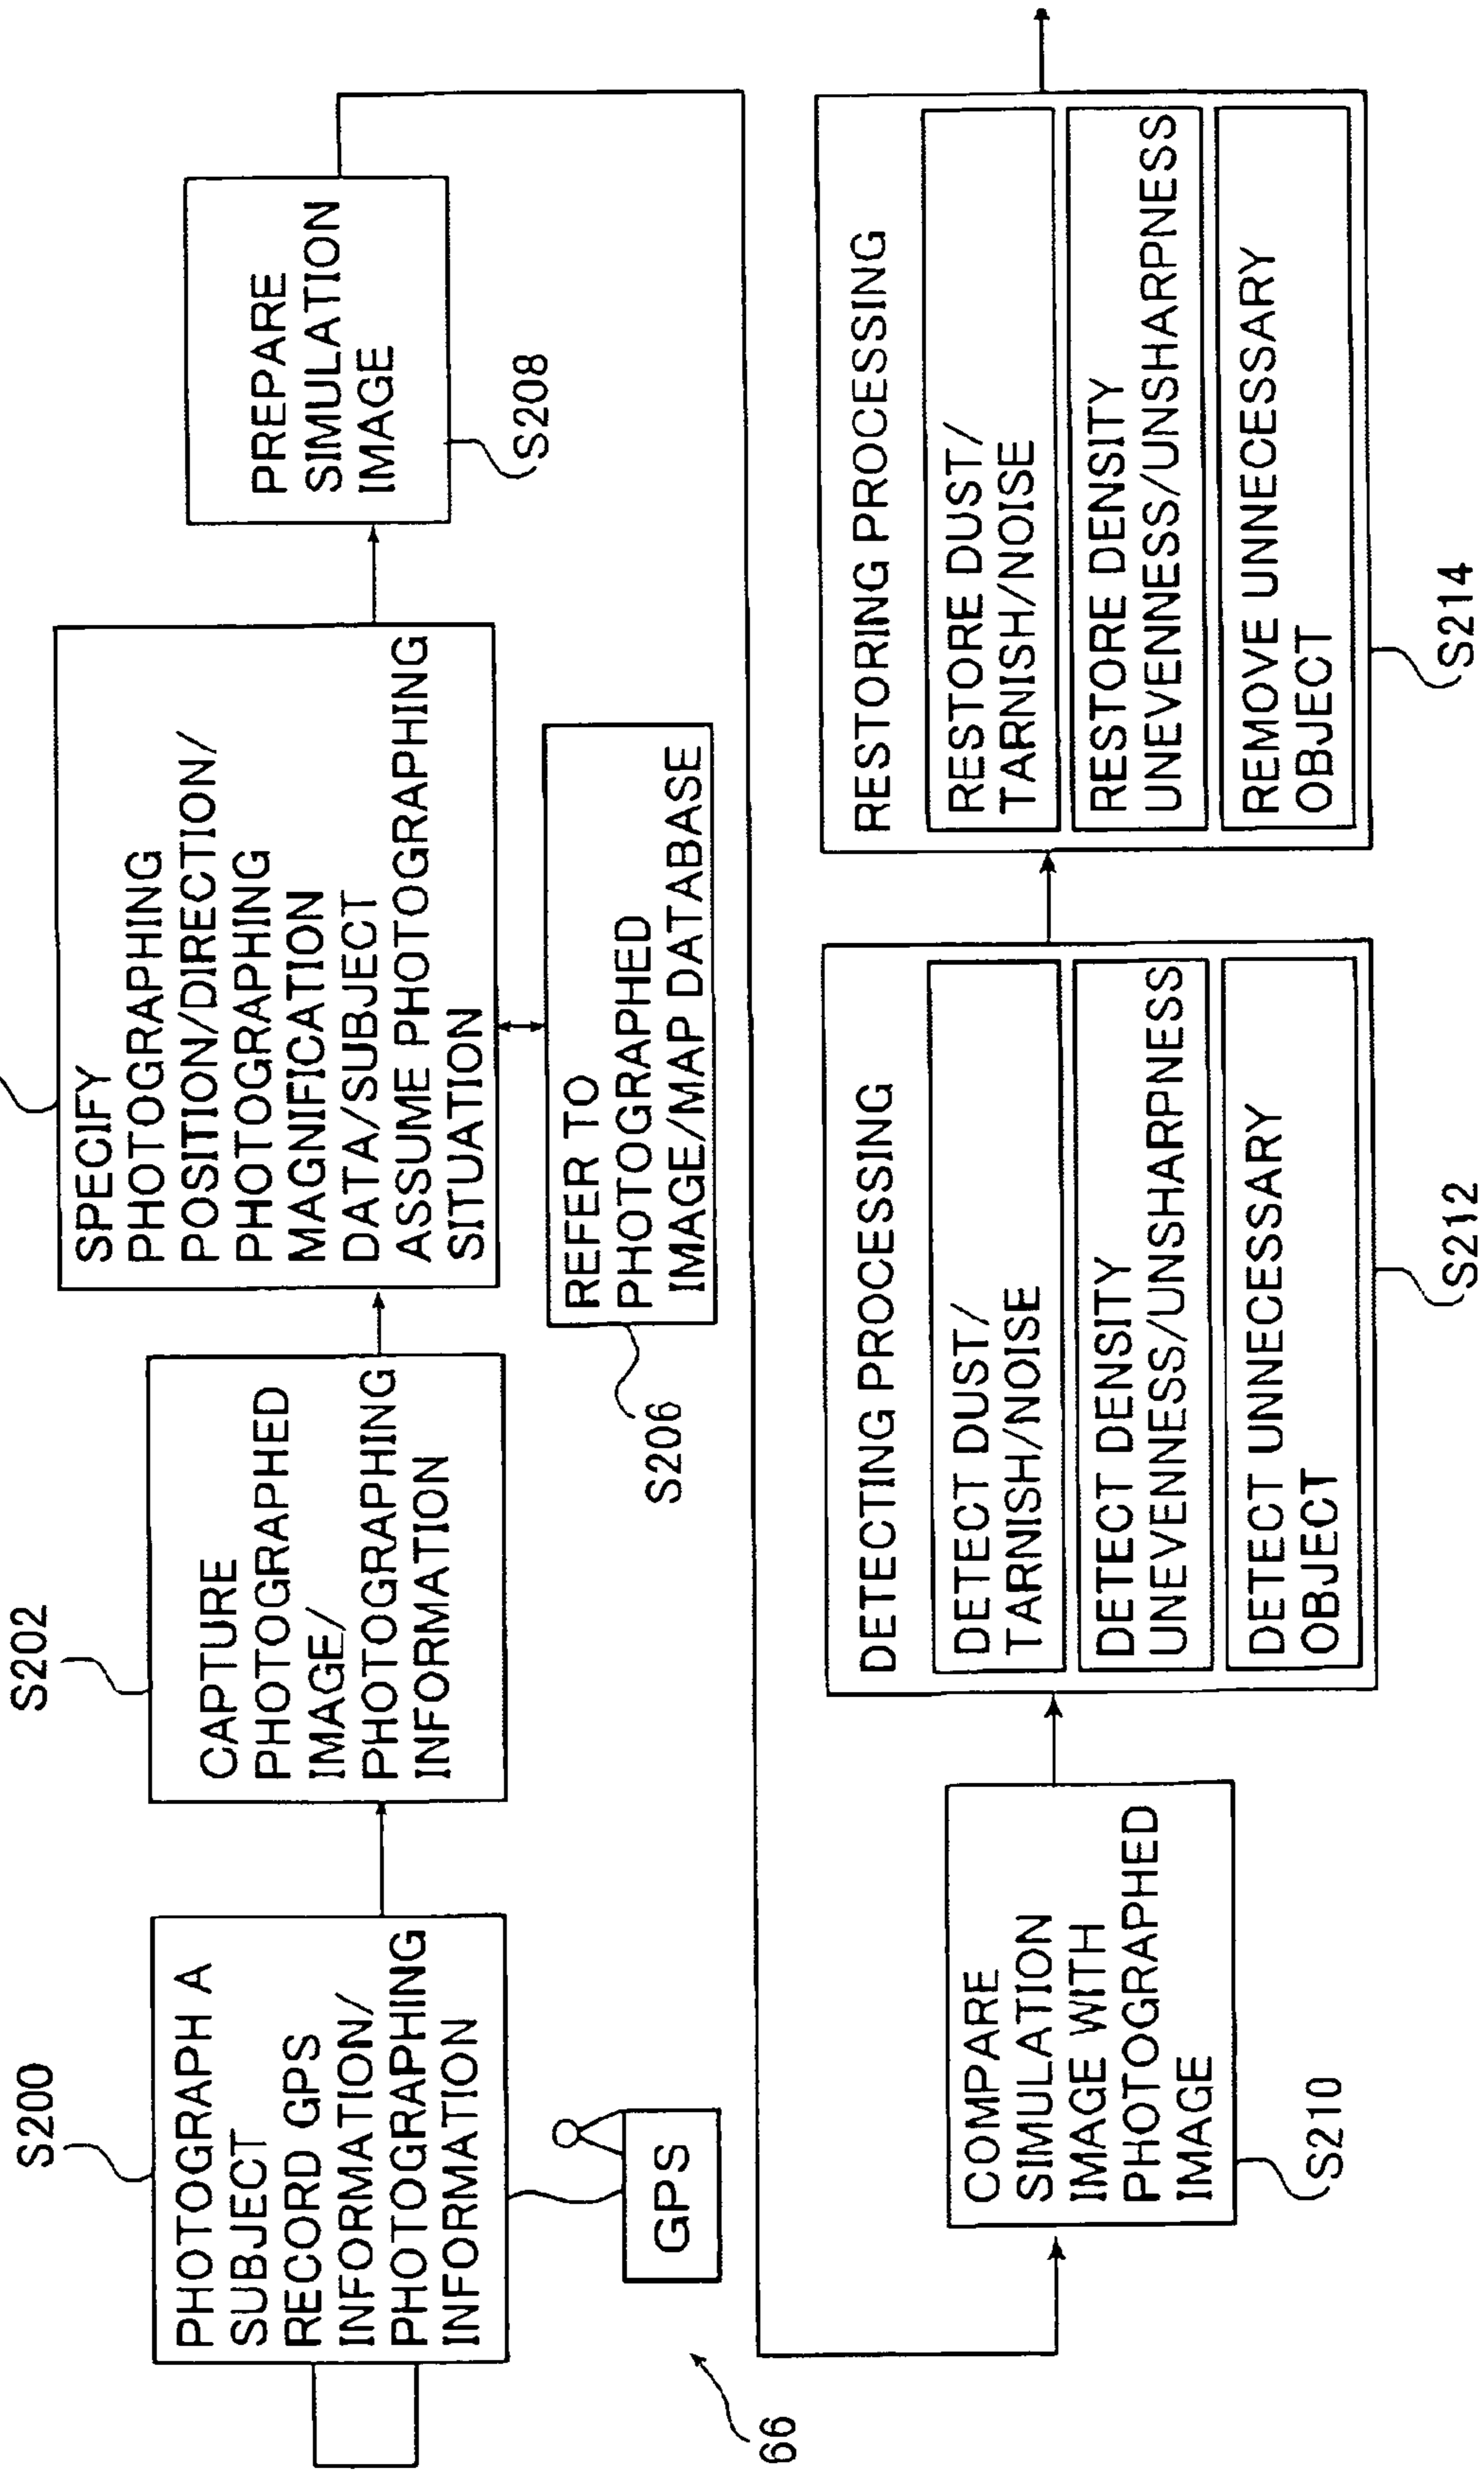 S200
PHOTOGRAPH A
SUBJECT
RECORD GPS
INFORMATION/
PHOTOGRAPHING
INFORMATION
GPS
66
S202
CAPTURE
PHOTOGRAPHED
IMAGE/
PHOTOGRAPHING
INFORMATION
SPECIFY
PHOTOGRAPHING
POSITION/DIRECTION/
PHOTOGRAPHING
MAGNIFICATION
DATA/SUBJECT
ASSUME PHOTOGRAPHING
SITUATION
REFER TO
PHOTOGRAPHED
IMAGE/MAP DATABASE
S206
PREPARE
SIMULATION
IMAGE
S208
COMPARE
SIMULATION
IMAGE WITH
PHOTOGRAPHED
IMAGE
S210
DETECTING PROCESSING
DETECT DUST/
TARNISH/NOISE
DETECT DENSITY
UNEVENNESS/UNSHARPNESS
DETECT UNNECESSARY
OBJECT
S212
RESTORING PROCESSING
RESTORE DUST/
TARNISH/NOISE
RESTORE DENSITY
UNEVENNESS/UNSHARPNESS
REMOVE UNNECESSARY
OBJECT
S214